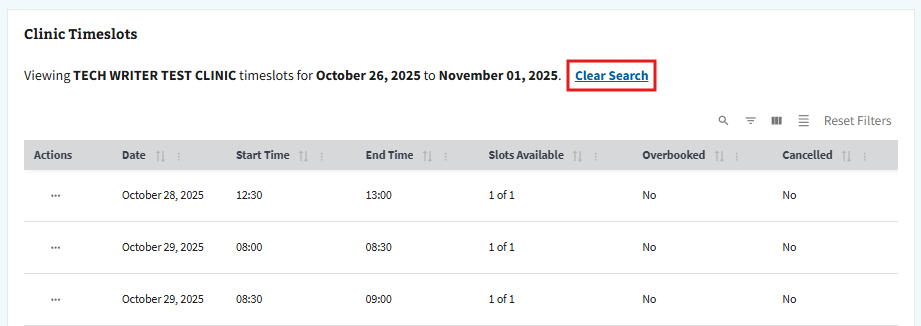 Clinic Timeslots
Viewing TECH WRITER TEST CLINIC timeslots for October 26, 2025 to November 01, 2025. Clear Search
Reset Filters
Actions Date Start Time End Time Slots Available Overbooked Cancelled
October 28, 2025 12:30 13:00 1 of 1 No No
October 29, 2025 08:00 08:30 1 of 1 No No
October 29, 2025 08:30 09:00 1 of 1 No No